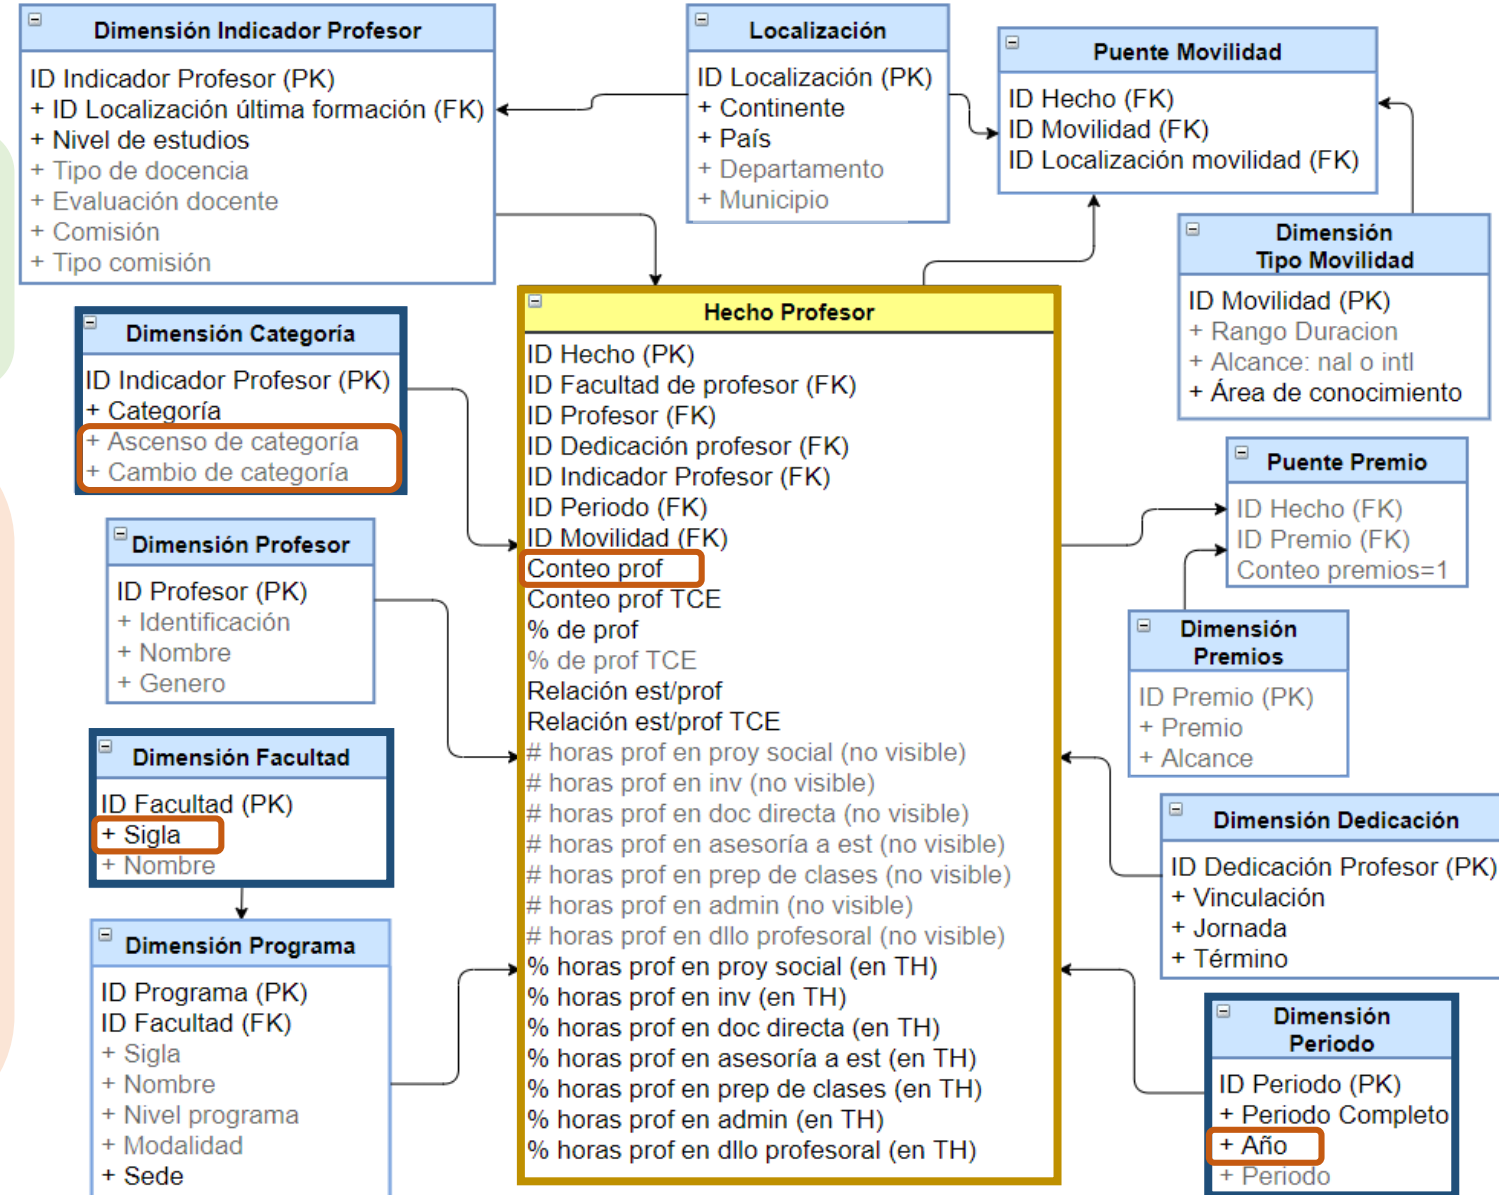 Dimensión Indicador Profesor
ID Indicador Profesor (PK)
+ ID Localización última formación (FK)
+ Nivel de estudios
+ Tipo de docencia
+ Evaluación docente
+ Comisión
+ Tipo comisión
Localización
ID Localización (PK)
+ Continente
+ País
+ Departamento
+ Municipio
Puente Movilidad
ID Hecho (FK)
ID Movilidad (FK)
ID Localización movilidad (FK)
Dimensión
Tipo Movilidad
ID Movilidad (PK)
+ Rango Duracion
+ Alcance: nal o intl
+ Área de conocimiento
Dimensión Categoría
ID Indicador Profesor (PK)
+ Categoría
+ Ascenso de categoría
+ Cambio de categoría
Hecho Profesor
ID Hecho (PK)
ID Facultad de profesor (FK)
ID Profesor (FK)
ID Dedicación profesor (FK)
ID Indicador Profesor (FK)
ID Periodo (FK)
ID Movilidad (FK)
Conteo prof
Conteo prof TCE
% de prof
% de prof TCE
Relación est/prof
Relación est/prof TCE
# horas prof en proy social (no visible)
# horas prof en inv (no visible)
# horas prof en doc directa (no visible)
# horas prof en asesoría a est (no visible)
# horas prof en prep de clases (no visible)
# horas prof en admin (no visible)
# horas prof en dllo profesoral (no visible)
% horas prof en proy social (en TH)
% horas prof en inv (en TH)
% horas prof en doc directa (en TH)
% horas prof en asesoría a est (en TH)
% horas prof en prep de clases (en TH)
% horas prof en admin (en TH)
% horas prof en dllo profesoral (en TH)
Puente Premio
ID Hecho (FK)
ID Premio (FK)
Conteo premios=1
Dimensión Profesor
ID Profesor (PK)
+ Identificación
+ Nombre
+ Genero
Dimensión
Premios
ID Premio (PK)
+ Premio
+ Alcance
Dimensión Facultad
ID Facultad (PK)
+ Sigla
+ Nombre
Dimensión Dedicación
ID Dedicación Profesor (PK)
+ Vinculación
+ Jornada
+ Término
Dimensión Programa
ID Programa (PK)
ID Facultad (FK)
+ Sigla
+ Nombre
+ Nivel programa
+ Modalidad
+ Sede
Dimensión
Periodo
ID Periodo (PK)
+ Periodo Completo
+ Año
+ Periodo